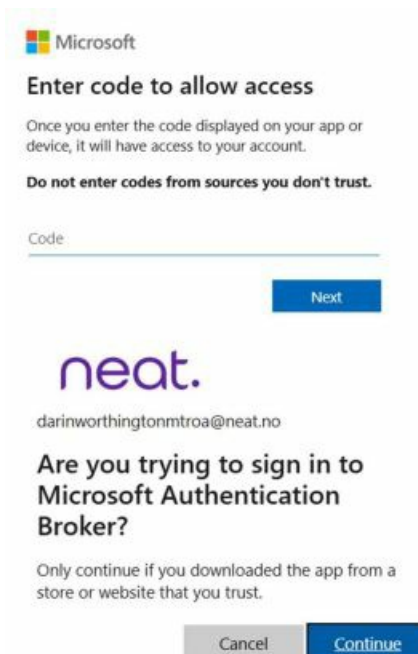 Microsoft
Enter code to allow access
Once you enter the code displayed on your app or
device, it will have access to your account.
Do not enter codes from sources you don't trust.
Code
Next
neat.
darinworthingtonmtroa@neat.no
Are you trying to sign in to
Microsoft Authentication
Broker?
Only continue if you downloaded the app from a
store or website that you trust.
Cancel
Continue